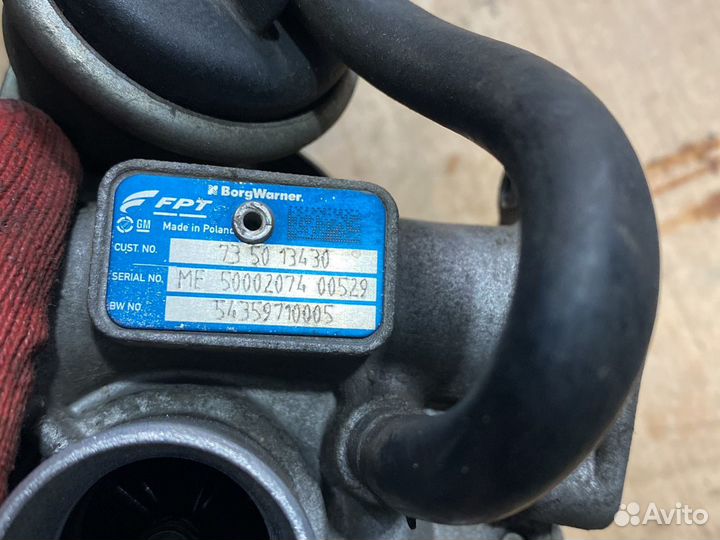 BorgWarner.
FPT
GM Made in Poland
CUST. NO. 73 50 13430
SERIAL NO. ME 50002074 00529
BW NO 54359710005
Avito